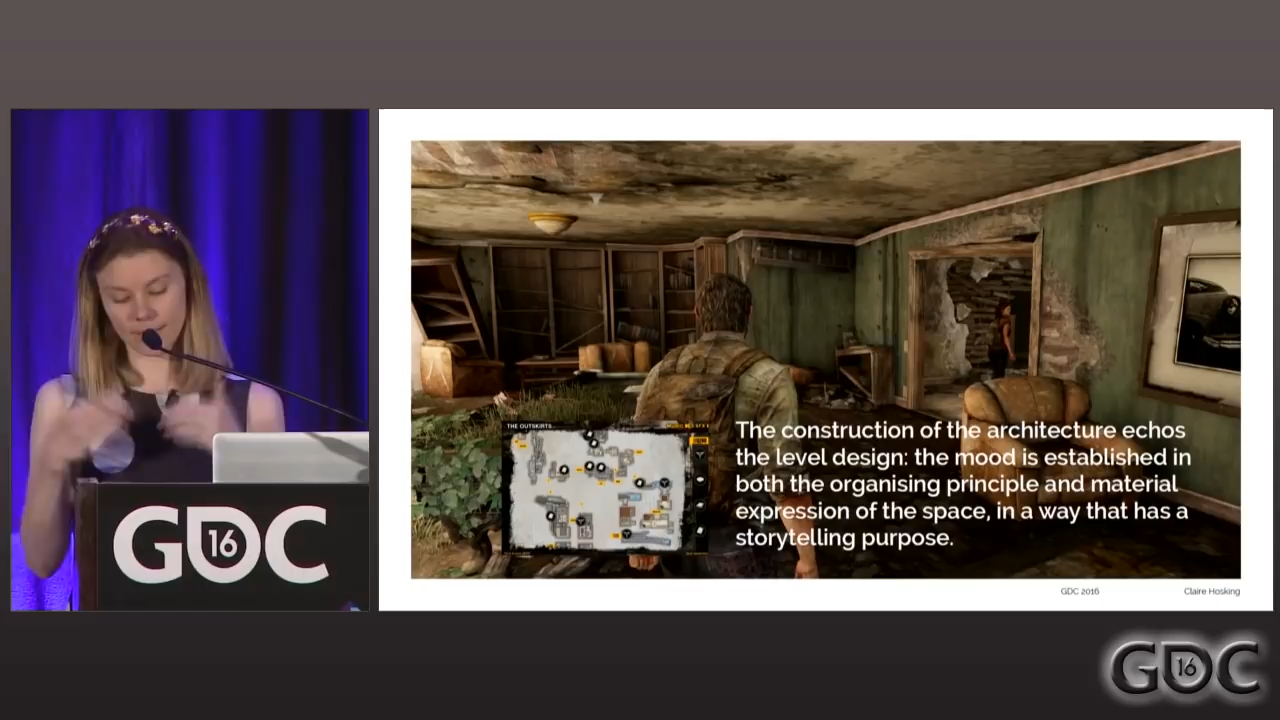 GDC
16
THE OUTSKIRTS
The construction of the architecture echos
the level design: the mood is established in
both the organising principle and material
expression of the space, in a way that has a
storytelling purpose.
GDC 2016
Claire Hosking
GDC
16